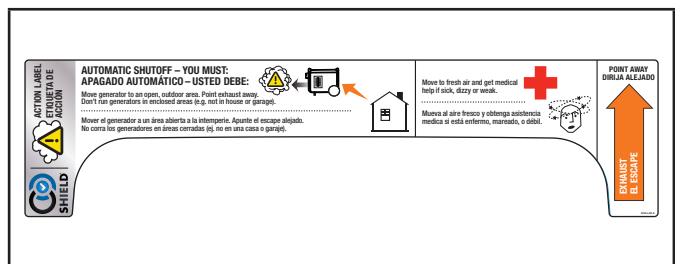 ACTION LABEL
ETIQUETA DE
ACCIÓN
SHIELD
AUTOMATIC SHUTOFF – YOU MUST:
APAGADO AUTOMÁTICO – USTED DEBE:
Move generator to an open, outdoor area. Point exhaust away.
Don't run generators in enclosed areas (e.g. not in house or garage).
Mover el generador a un área abierta a la intemperie. Apunte el escape alejado.
No corra los generadores en áreas cerradas (ej. no en una casa o garaje).
Move to fresh air and get medical
help if sick, dizzy or weak.
Mueva al aire fresco y obtenga asistencia
medica si está enfermo, mareado, o débil.
POINT AWAY
DIRIJA ALEJADO
EXHAUST
EL ESCAPE